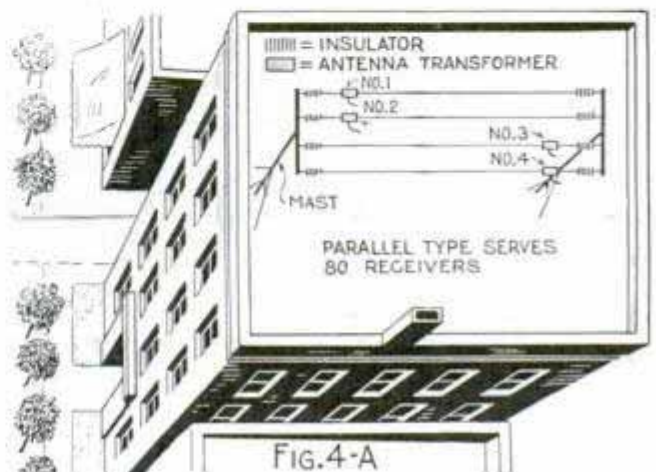 = INSULATOR
= ANTENNA TRANSFORMER
NO.1
NO.2
NO.3
NO.4
MAST
PARALLEL TYPE SERVES
80 RECEIVERS
FIG.4-A